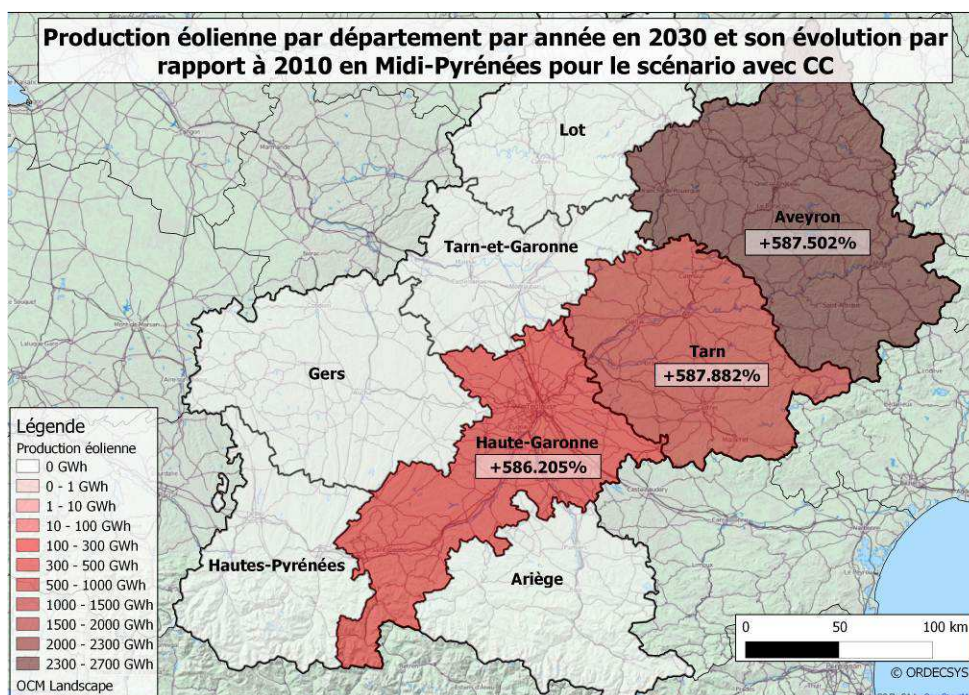 Production éolienne par département par année en 2030 et son évolution par
rapport à 2010 en Midi-Pyrénées pour le scénario avec CC
Lot
Aveyron
+587.502%
Tarn-et-Garonne
Tarn
+587.882%
Gers
Haute-Garonne
+586.205%
Hautes-Pyrénées
Ariège
Légende
Production éolienne
0 GWh
0 - 1 GWh
1 - 10 GWh
10 - 100 GWh
100 - 300 GWh
300 - 500 GWh
500 - 1000 GWh
1000 - 1500 GWh
1500 - 2000 GWh
2000 - 2300 GWh
2300 - 2700 GWh
OCM Landscape
0 50 100 km
© ORDECSYS